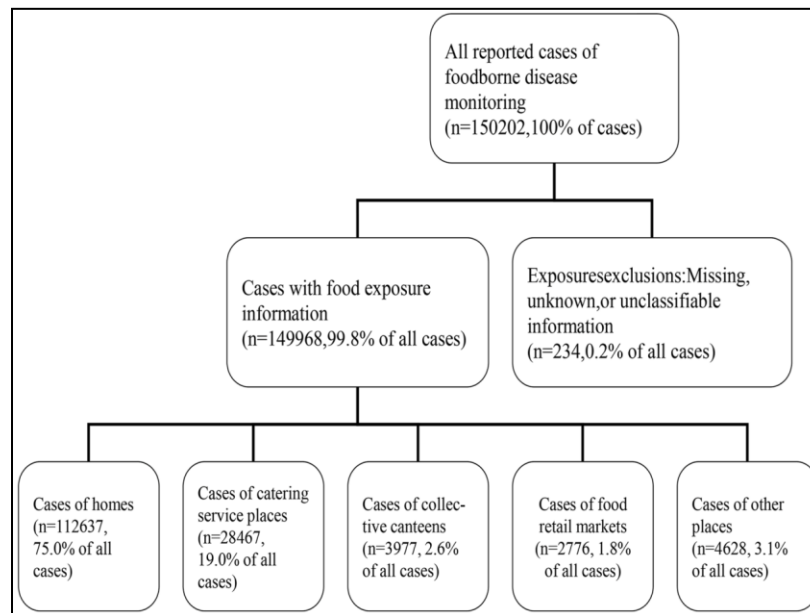 All reported cases of
foodborne disease
monitoring
(n=150202,100% of cases)
Cases with food exposure
information
(n=149968,99.8% of all cases)
Exposuresexclusions:Missing,
unknown,or unclassifiable
information
(n=234,0.2% of all cases)
Cases of homes
(n=112637,
75.0% of all
cases)
Cases of catering
service places
(n=28467,
19.0% of all
cases)
Cases of collec-
tive canteens
(n=3977, 2.6%
of all cases)
Cases of food
retail markets
(n=2776, 1.8%
of all cases)
Cases of other
places
(n=4628, 3.1%
of all cases)